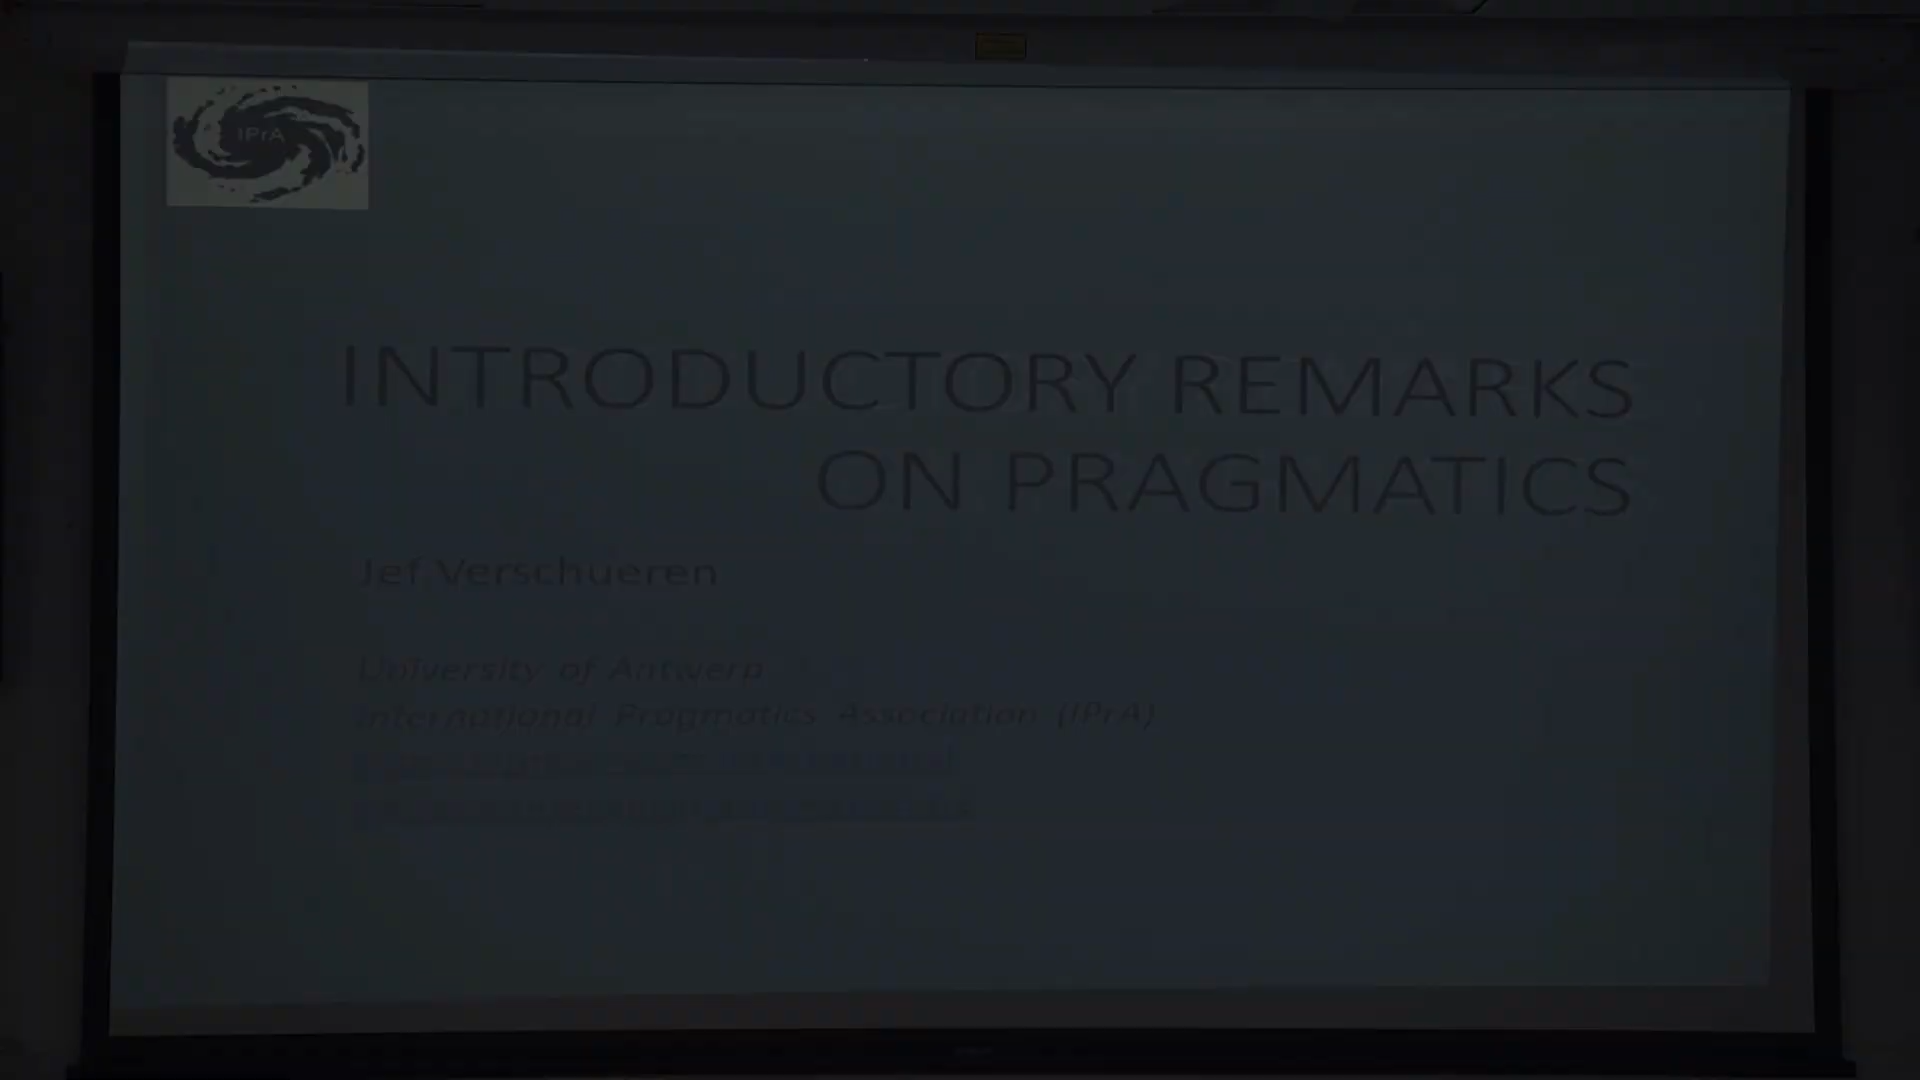 IPrA
INTRODUCTORY REMARKS
ON PRAGMATICS
Jef Verschueren
University of Antwerp
International Pragmatics Association (IPrA)